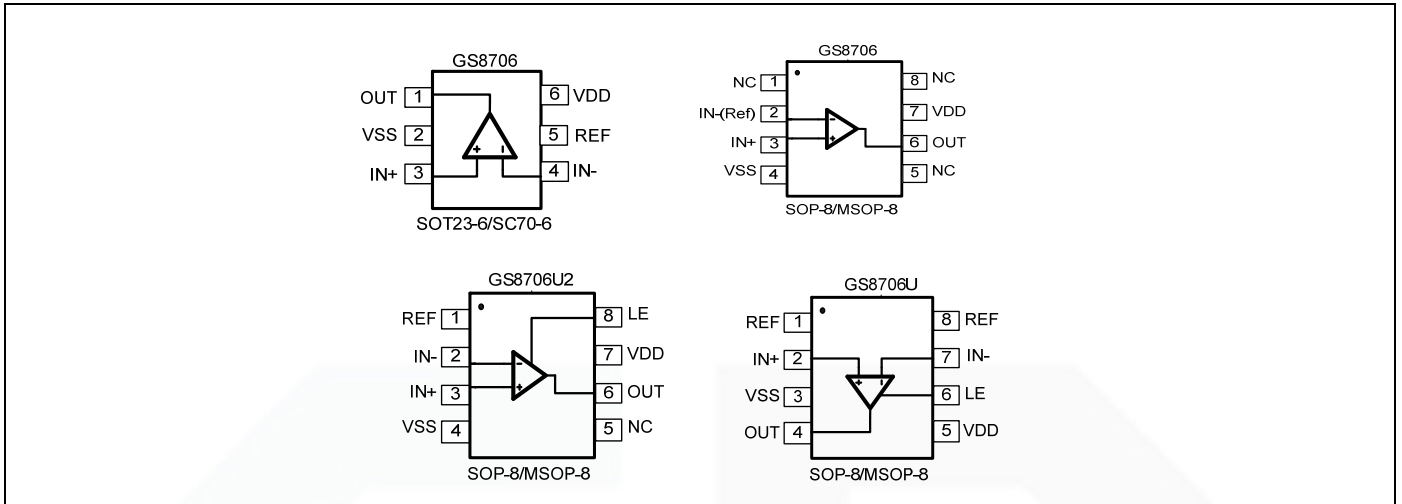 GS8706
OUT 1 6 VDD
VSS 2 5 REF
IN+ 3 4 IN-
SOT23-6/SC70-6
GS8706
NC 1 8 NC
IN-(Ref) 2 7 VDD
IN+ 3 6 OUT
VSS 4 5 NC
SOP-8/MSOP-8
GS8706U2
REF 1 8 LE
IN- 2 7 VDD
IN+ 3 6 OUT
VSS 4 5 NC
SOP-8/MSOP-8
GS8706U
REF 1 8 REF
IN+ 2 7 IN-
VSS 3 6 LE
OUT 4 5 VDD
SOP-8/MSOP-8